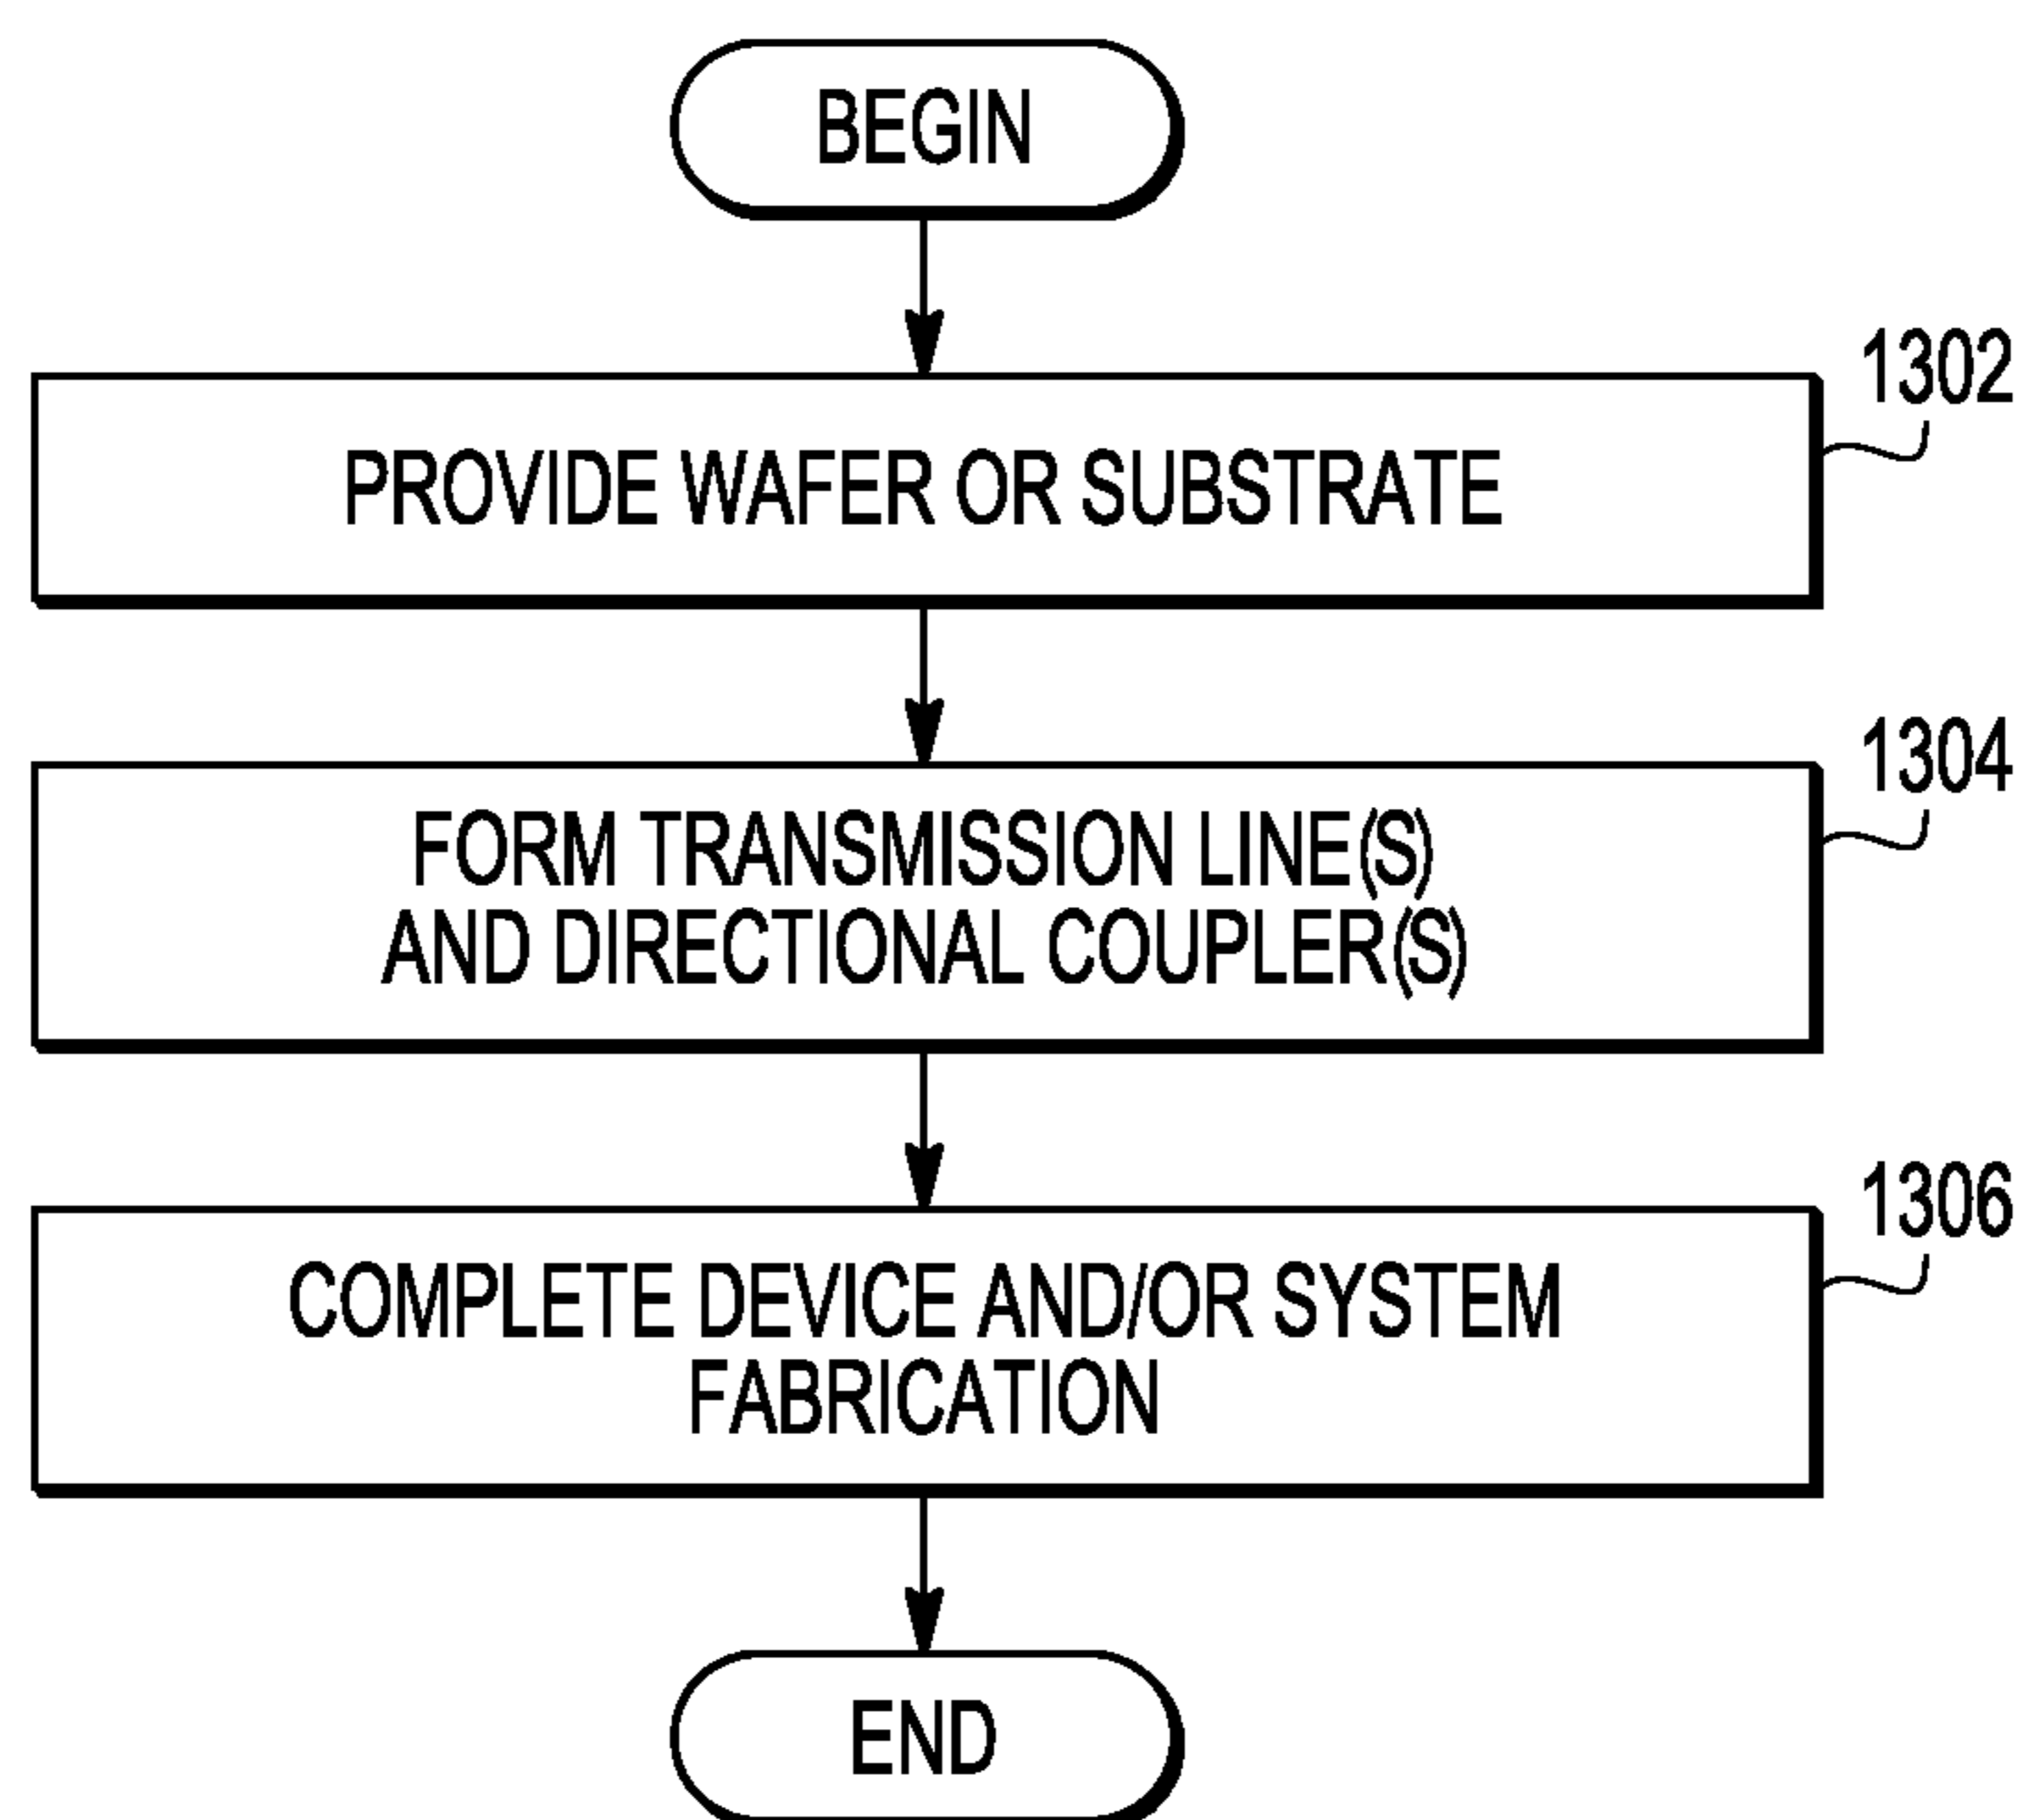 BEGIN
1302
PROVIDE WAFER OR SUBSTRATE
1304
FORM TRANSMISSION LINE(S)
AND DIRECTIONAL COUPLER(S)
1306
COMPLETE DEVICE AND/OR SYSTEM
FABRICATION
END